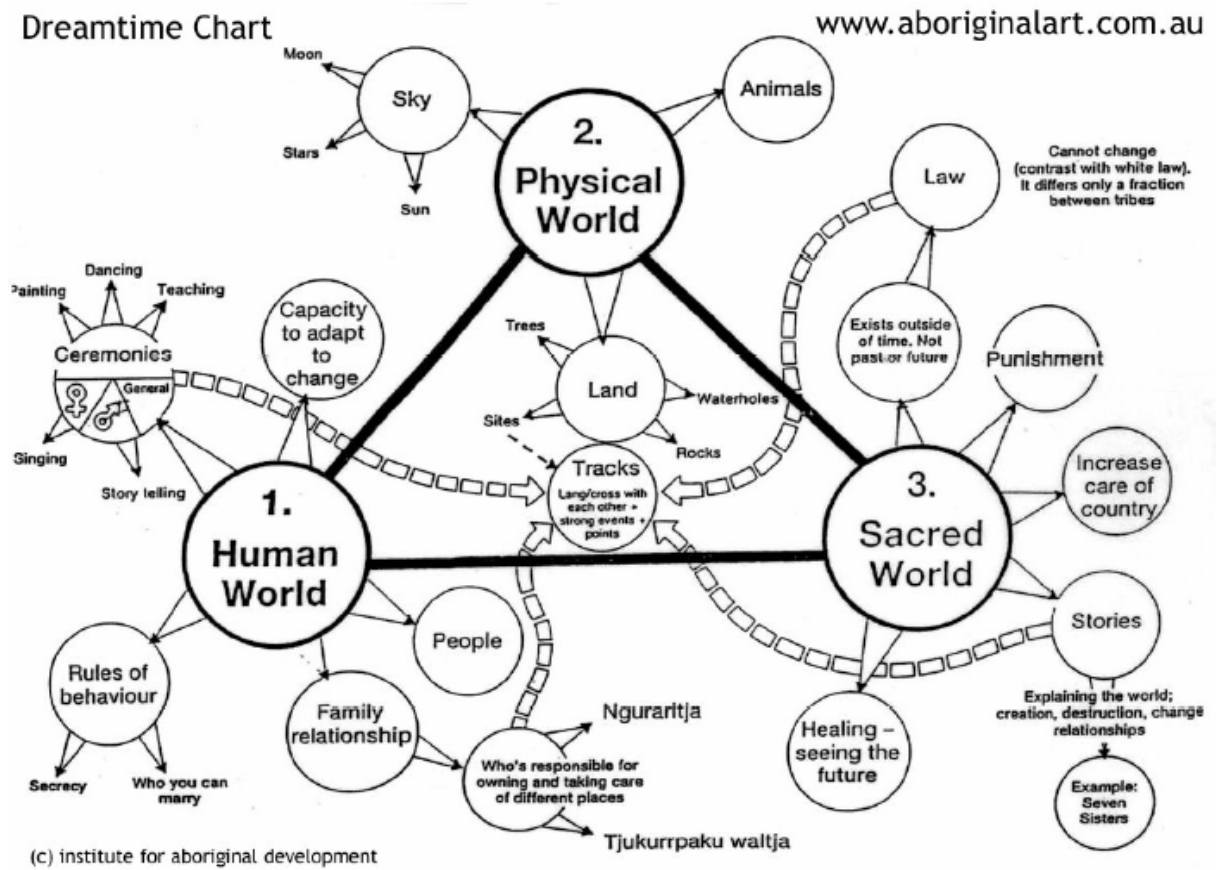 Dreamtime Chart
www.aboriginalart.com.au
Moon
Sky
Stars
Sun
2.
Physical
World
Animals
Law
Cannot change
(contrast with white law).
It differs only a fraction
between tribes
Painting
Dancing
Teaching
Ceremonies
General
Singing
Story lelling
Capacity
to adapt
to
change
Trees
Land
Waterholes
Sites
Rocks
Tracks
Lang/cross with
each other +
strong events +
points
Exists outside
of time. Not
past or future
Punishment
Increase
care of
country
1.
Human
World
3.
Sacred
World
Stories
Explaining the world;
creation, destruction, change
relationships
Example:
Seven
Sisters
Healing –
seeing the
future
People
Family
relationship
Rules of
behaviour
Secrecy
Who you can
marry
Who's responsible for
owning and taking care
of different places
Nguraritja
Tjukurrpaku waltja
(c) institute for aboriginal development